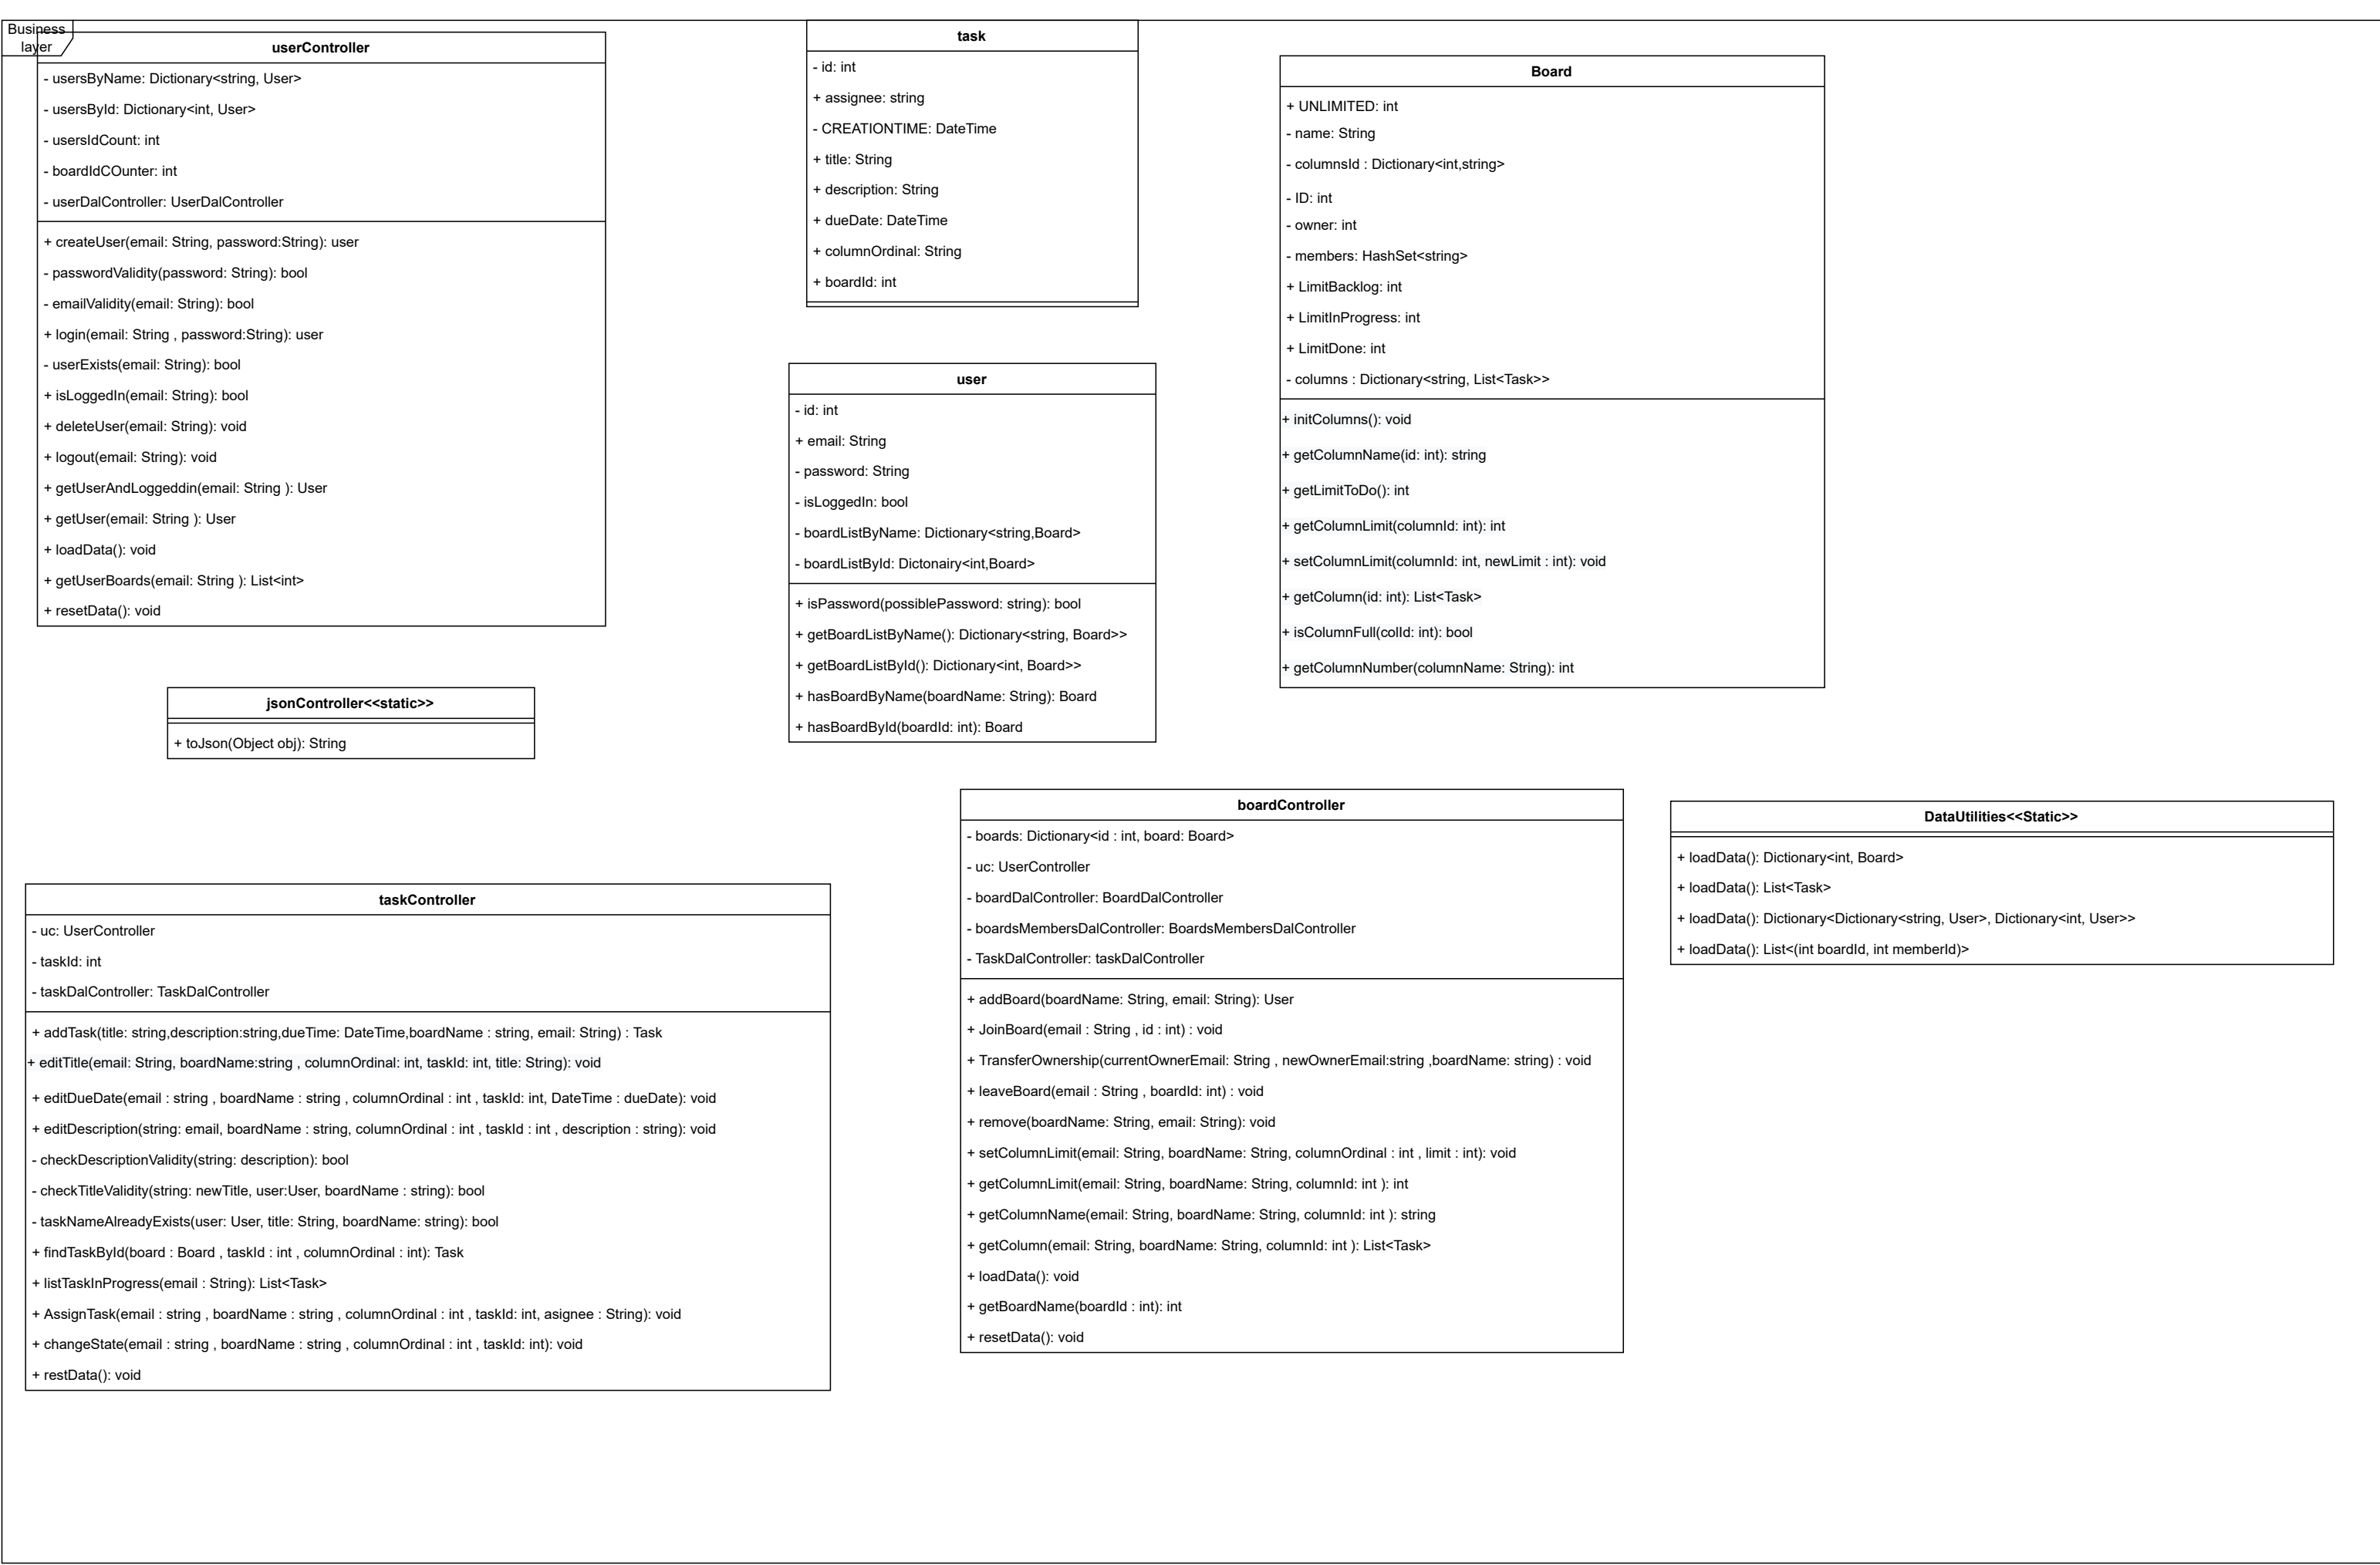 Business
layer
userController
- usersByName: Dictionary<string, User>
- usersById: Dictionary<int, User>
- usersIdCount: int
- boardIdCOunter: int
- userDalController: UserDalController
+ createUser(email: String, password:String): user
- passwordValidity(password: String): bool
- emailValidity(email: String): bool
+ login(email: String , password:String): user
- userExists(email: String): bool
+ isLoggedIn(email: String): bool
+ deleteUser(email: String): void
+ logout(email: String): void
+ getUserAndLoggeddin(email: String ): User
+ getUser(email: String ): User
+ loadData(): void
+ getUserBoards(email: String ): List<int>
+ resetData(): void
task
- id: int
+ assignee: string
- CREATIONTIME: DateTime
+ title: String
+ description: String
+ dueDate: DateTime
+ columnOrdinal: String
+ boardId: int
Board
+ UNLIMITED: int
- name: String
- columnsId : Dictionary<int,string>
- ID: int
- owner: int
- members: HashSet<string>
+ LimitBacklog: int
+ LimitInProgress: int
+ LimitDone: int
- columns : Dictionary<string, List<Task>>
+ initColumns(): void
+ getColumnName(id: int): string
+ getLimitToDo(): int
+ getColumnLimit(columnId: int): int
+ setColumnLimit(columnId: int, newLimit : int): void
+ getColumn(id: int): List<Task>
+ isColumnFull(colId: int): bool
+ getColumnNumber(columnName: String): int
user
- id: int
+ email: String
- password: String
- isLoggedIn: bool
- boardListByName: Dictionary<string,Board>
- boardListById: Dictonairy<int,Board>
+ isPassword(possiblePassword: string): bool
+ getBoardListByName(): Dictionary<string, Board>>
+ getBoardListById(): Dictionary<int, Board>>
+ hasBoardByName(boardName: String): Board
+ hasBoardById(boardId: int): Board
jsonController<<static>>
+ toJson(Object obj): String
boardController
- boards: Dictionary<id : int, board: Board>
- uc: UserController
- boardDalController: BoardDalController
- boardsMembersDalController: BoardsMembersDalController
- TaskDalController: taskDalController
+ addBoard(boardName: String, email: String): User
+ JoinBoard(email : String , id : int) : void
+ TransferOwnership(currentOwnerEmail: String , newOwnerEmail:string ,boardName: string) : void
+ leaveBoard(email : String , boardId: int) : void
+ remove(boardName: String, email: String): void
+ setColumnLimit(email: String, boardName: String, columnOrdinal : int , limit : int): void
+ getColumnLimit(email: String, boardName: String, columnId: int ): int
+ getColumnName(email: String, boardName: String, columnId: int ): string
+ getColumn(email: String, boardName: String, columnId: int ): List<Task>
+ loadData(): void
+ getBoardName(boardId : int): int
+ resetData(): void
DataUtilities<<Static>>
+ loadData(): Dictionary<int, Board>
+ loadData(): List<Task>
+ loadData(): Dictionary<Dictionary<string, User>, Dictionary<int, User>>
+ loadData(): List<(int boardId, int memberId)>
taskController
- uc: UserController
- taskId: int
- taskDalController: TaskDalController
+ addTask(title: string,description:string,dueTime: DateTime,boardName : string, email: String) : Task
+ editTitle(email: String, boardName:string , columnOrdinal: int, taskId: int, title: String): void
+ editDueDate(email : string , boardName : string , columnOrdinal : int , taskId: int, DateTime : dueDate): void
+ editDescription(string: email, boardName : string, columnOrdinal : int , taskId : int , description : string): void
- checkDescriptionValidity(string: description): bool
- checkTitleValidity(string: newTitle, user:User, boardName : string): bool
- taskNameAlreadyExists(user: User, title: String, boardName: string): bool
+ findTaskById(board : Board , taskId : int , columnOrdinal : int): Task
+ listTaskInProgress(email : String): List<Task>
+ AssignTask(email : string , boardName : string , columnOrdinal : int , taskId: int, asignee : String): void
+ changeState(email : string , boardName : string , columnOrdinal : int , taskId: int): void
+ restData(): void